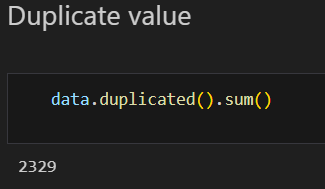 Duplicate value
data.duplicated().sum()
2329